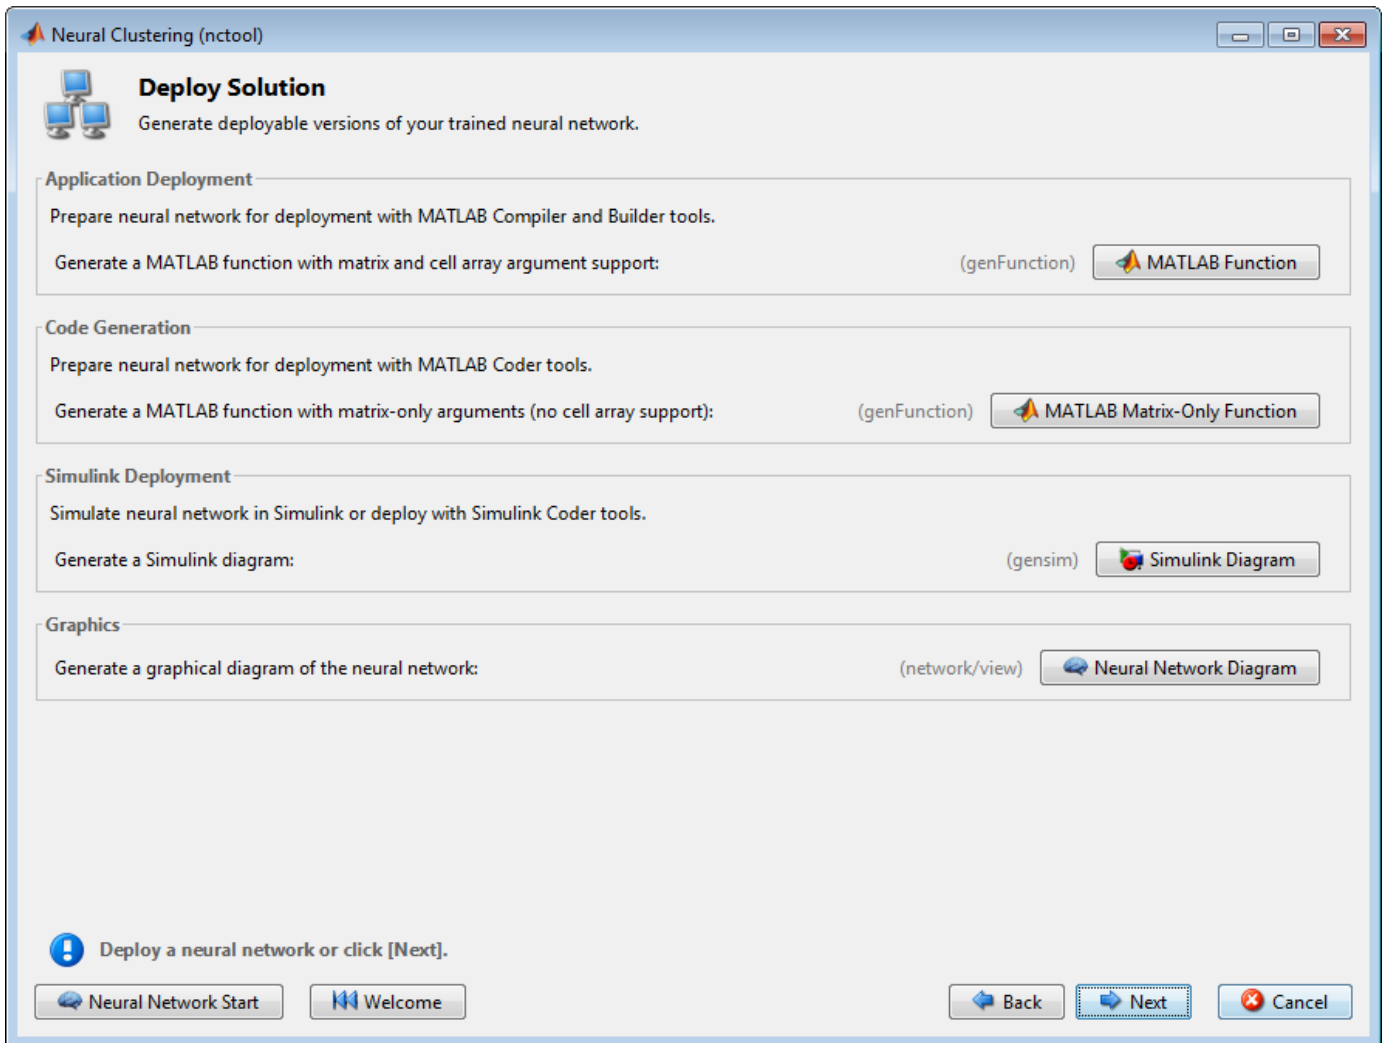 Neural Clustering (nctool)
Deploy Solution
Generate deployable versions of your trained neural network.
Application Deployment
Prepare neural network for deployment with MATLAB Compiler and Builder tools.
Generate a MATLAB function with matrix and cell array argument support: (genFunction) MATLAB Function
Code Generation
Prepare neural network for deployment with MATLAB Coder tools.
Generate a MATLAB function with matrix-only arguments (no cell array support): (genFunction) MATLAB Matrix-Only Function
Simulink Deployment
Simulate neural network in Simulink or deploy with Simulink Coder tools.
Generate a Simulink diagram: (gensim) Simulink Diagram
Graphics
Generate a graphical diagram of the neural network: (network/view) Neural Network Diagram
Deploy a neural network or click [Next].
Neural Network Start Welcome Back Next Cancel